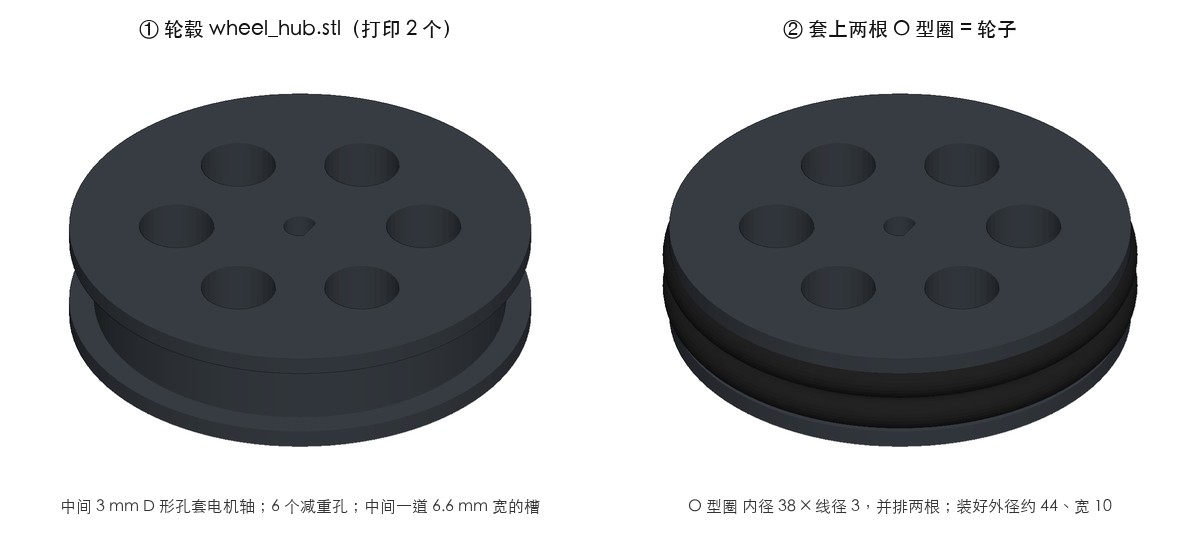 ① 轮毂 wheel_hub.stl（打印 2 个）
② 套上两根 O 型圈 = 轮子
中间 3 mm D 形孔套电机轴；6 个减重孔；中间一道 6.6 mm 宽的槽
O 型圈 内径 38 × 线径 3，并排两根；装好外径约 44、宽 10